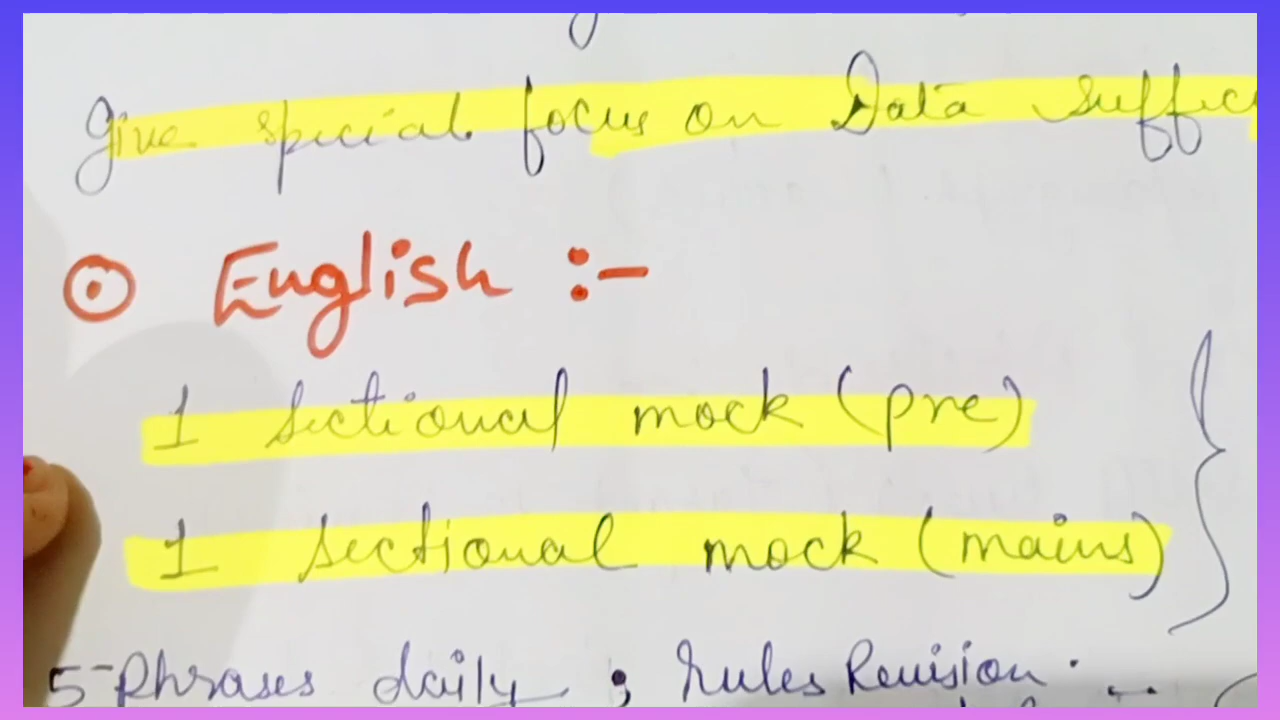 Give special focus on Data
⊙ English :-
1 sectional mock (pre)
1 sectional mock (mains)
5-Phrases daily ; rules Revision.